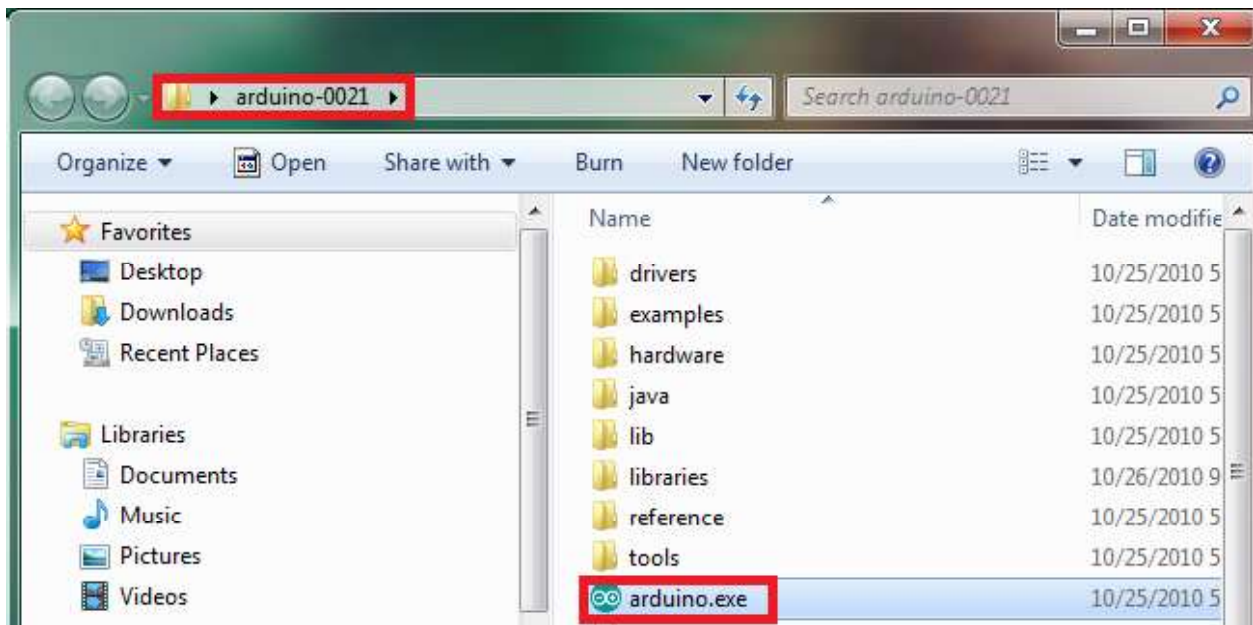 arduino-0021
Search arduino-0021
Organize Open Share with Burn New folder
Favorites
Desktop
Downloads
Recent Places
Libraries
Documents
Music
Pictures
Videos
Name Date modifie
drivers 10/25/2010 5
examples 10/25/2010 5
hardware 10/25/2010 5
java 10/25/2010 5
lib 10/25/2010 5
libraries 10/26/2010 9
reference 10/25/2010 5
tools 10/25/2010 5
arduino.exe 10/25/2010 5